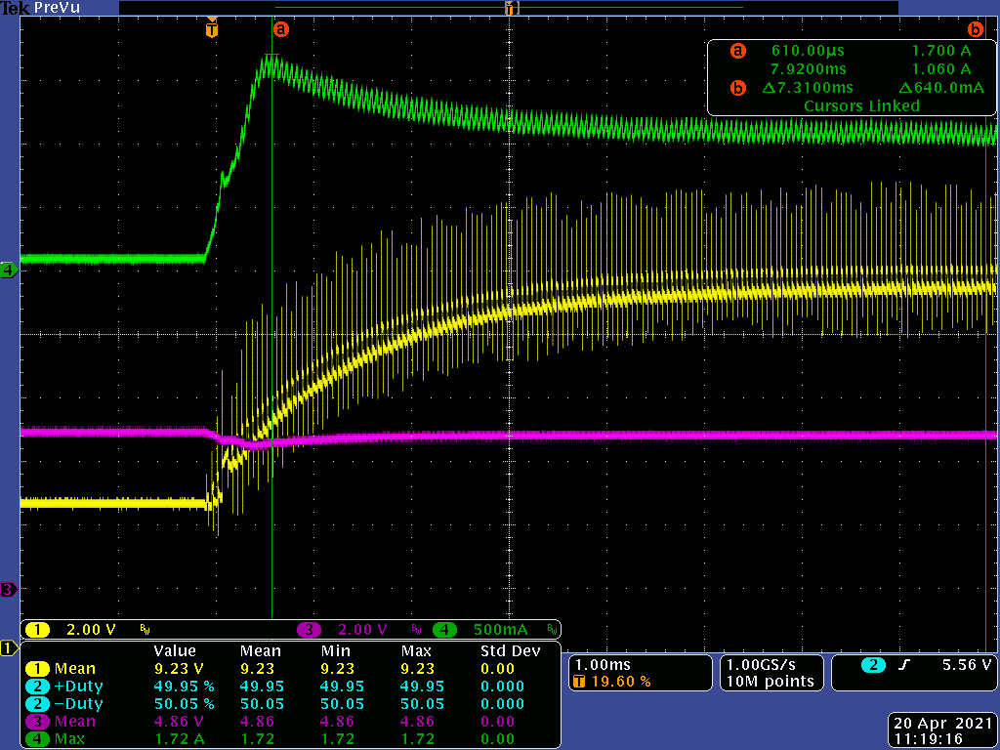 Tek PreVu
T
T
a
b
a 610.00µs 1.700 A
7.9200ms 1.060 A
b Δ7.3100ms Δ640.0mA
Cursors Linked
4
3
1
1 2.00 V BW 3 2.00 V BW 4 500mA BW
Value Mean Min Max Std Dev
1 Mean 9.23 V 9.23 9.23 9.23 0.00
2 +Duty 49.95 % 49.95 49.95 49.95 0.000
2 −Duty 50.05 % 50.05 50.05 50.05 0.000
3 Mean 4.86 V 4.86 4.86 4.86 0.00
4 Max 1.72 A 1.72 1.72 1.72 0.00
1.00ms
T 19.60 %
1.00GS/s
10M points
2 5.56 V
20 Apr 2021
11:19:16